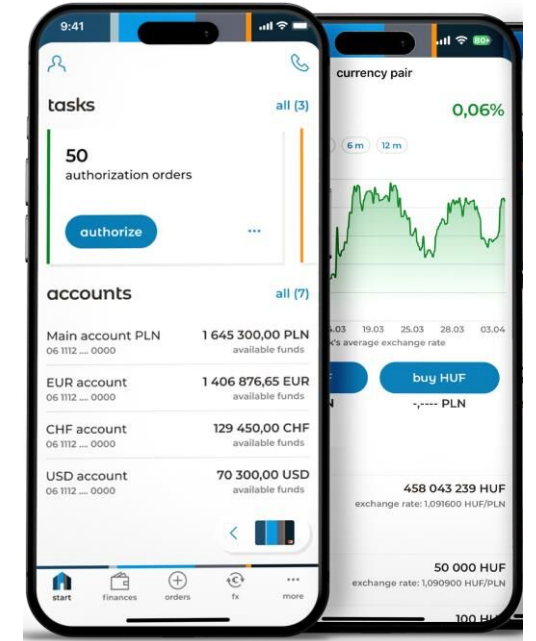 9:41
tasks
all (3)
50
authorization orders
authorize
accounts
all (7)
Main account PLN 1 645 300,00 PLN
06 1112 .... 0000 available funds
EUR account 1 406 876,65 EUR
06 1112 .... 0000 available funds
CHF account 129 450,00 CHF
06 1112 .... 0000 available funds
USD account 70 300,00 USD
06 1112 .... 0000 available funds
start finances orders fx more
80
currency pair
0,06%
6 m 12 m
.03 19.03 25.03 28.03 03.04
's average exchange rate
buy HUF
-,---- PLN
458 043 239 HUF
exchange rate: 1,091600 HUF/PLN
50 000 HUF
exchange rate: 1,090900 HUF/PLN
100 HU